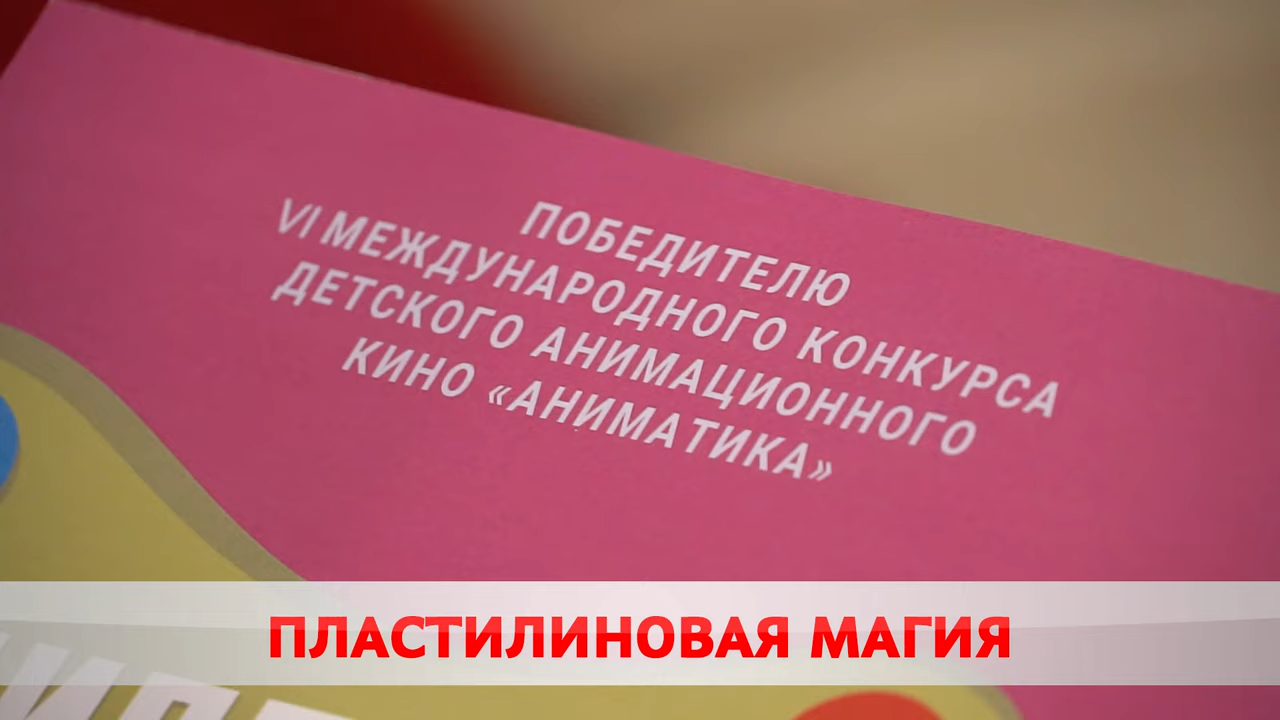 ПОБЕДИТЕЛЮ
VI МЕЖДУНАРОДНОГО КОНКУРСА
ДЕТСКОГО АНИМАЦИОННОГО
КИНО «АНИМАТИКА»
ПЛАСТИЛИНОВАЯ МАГИЯ